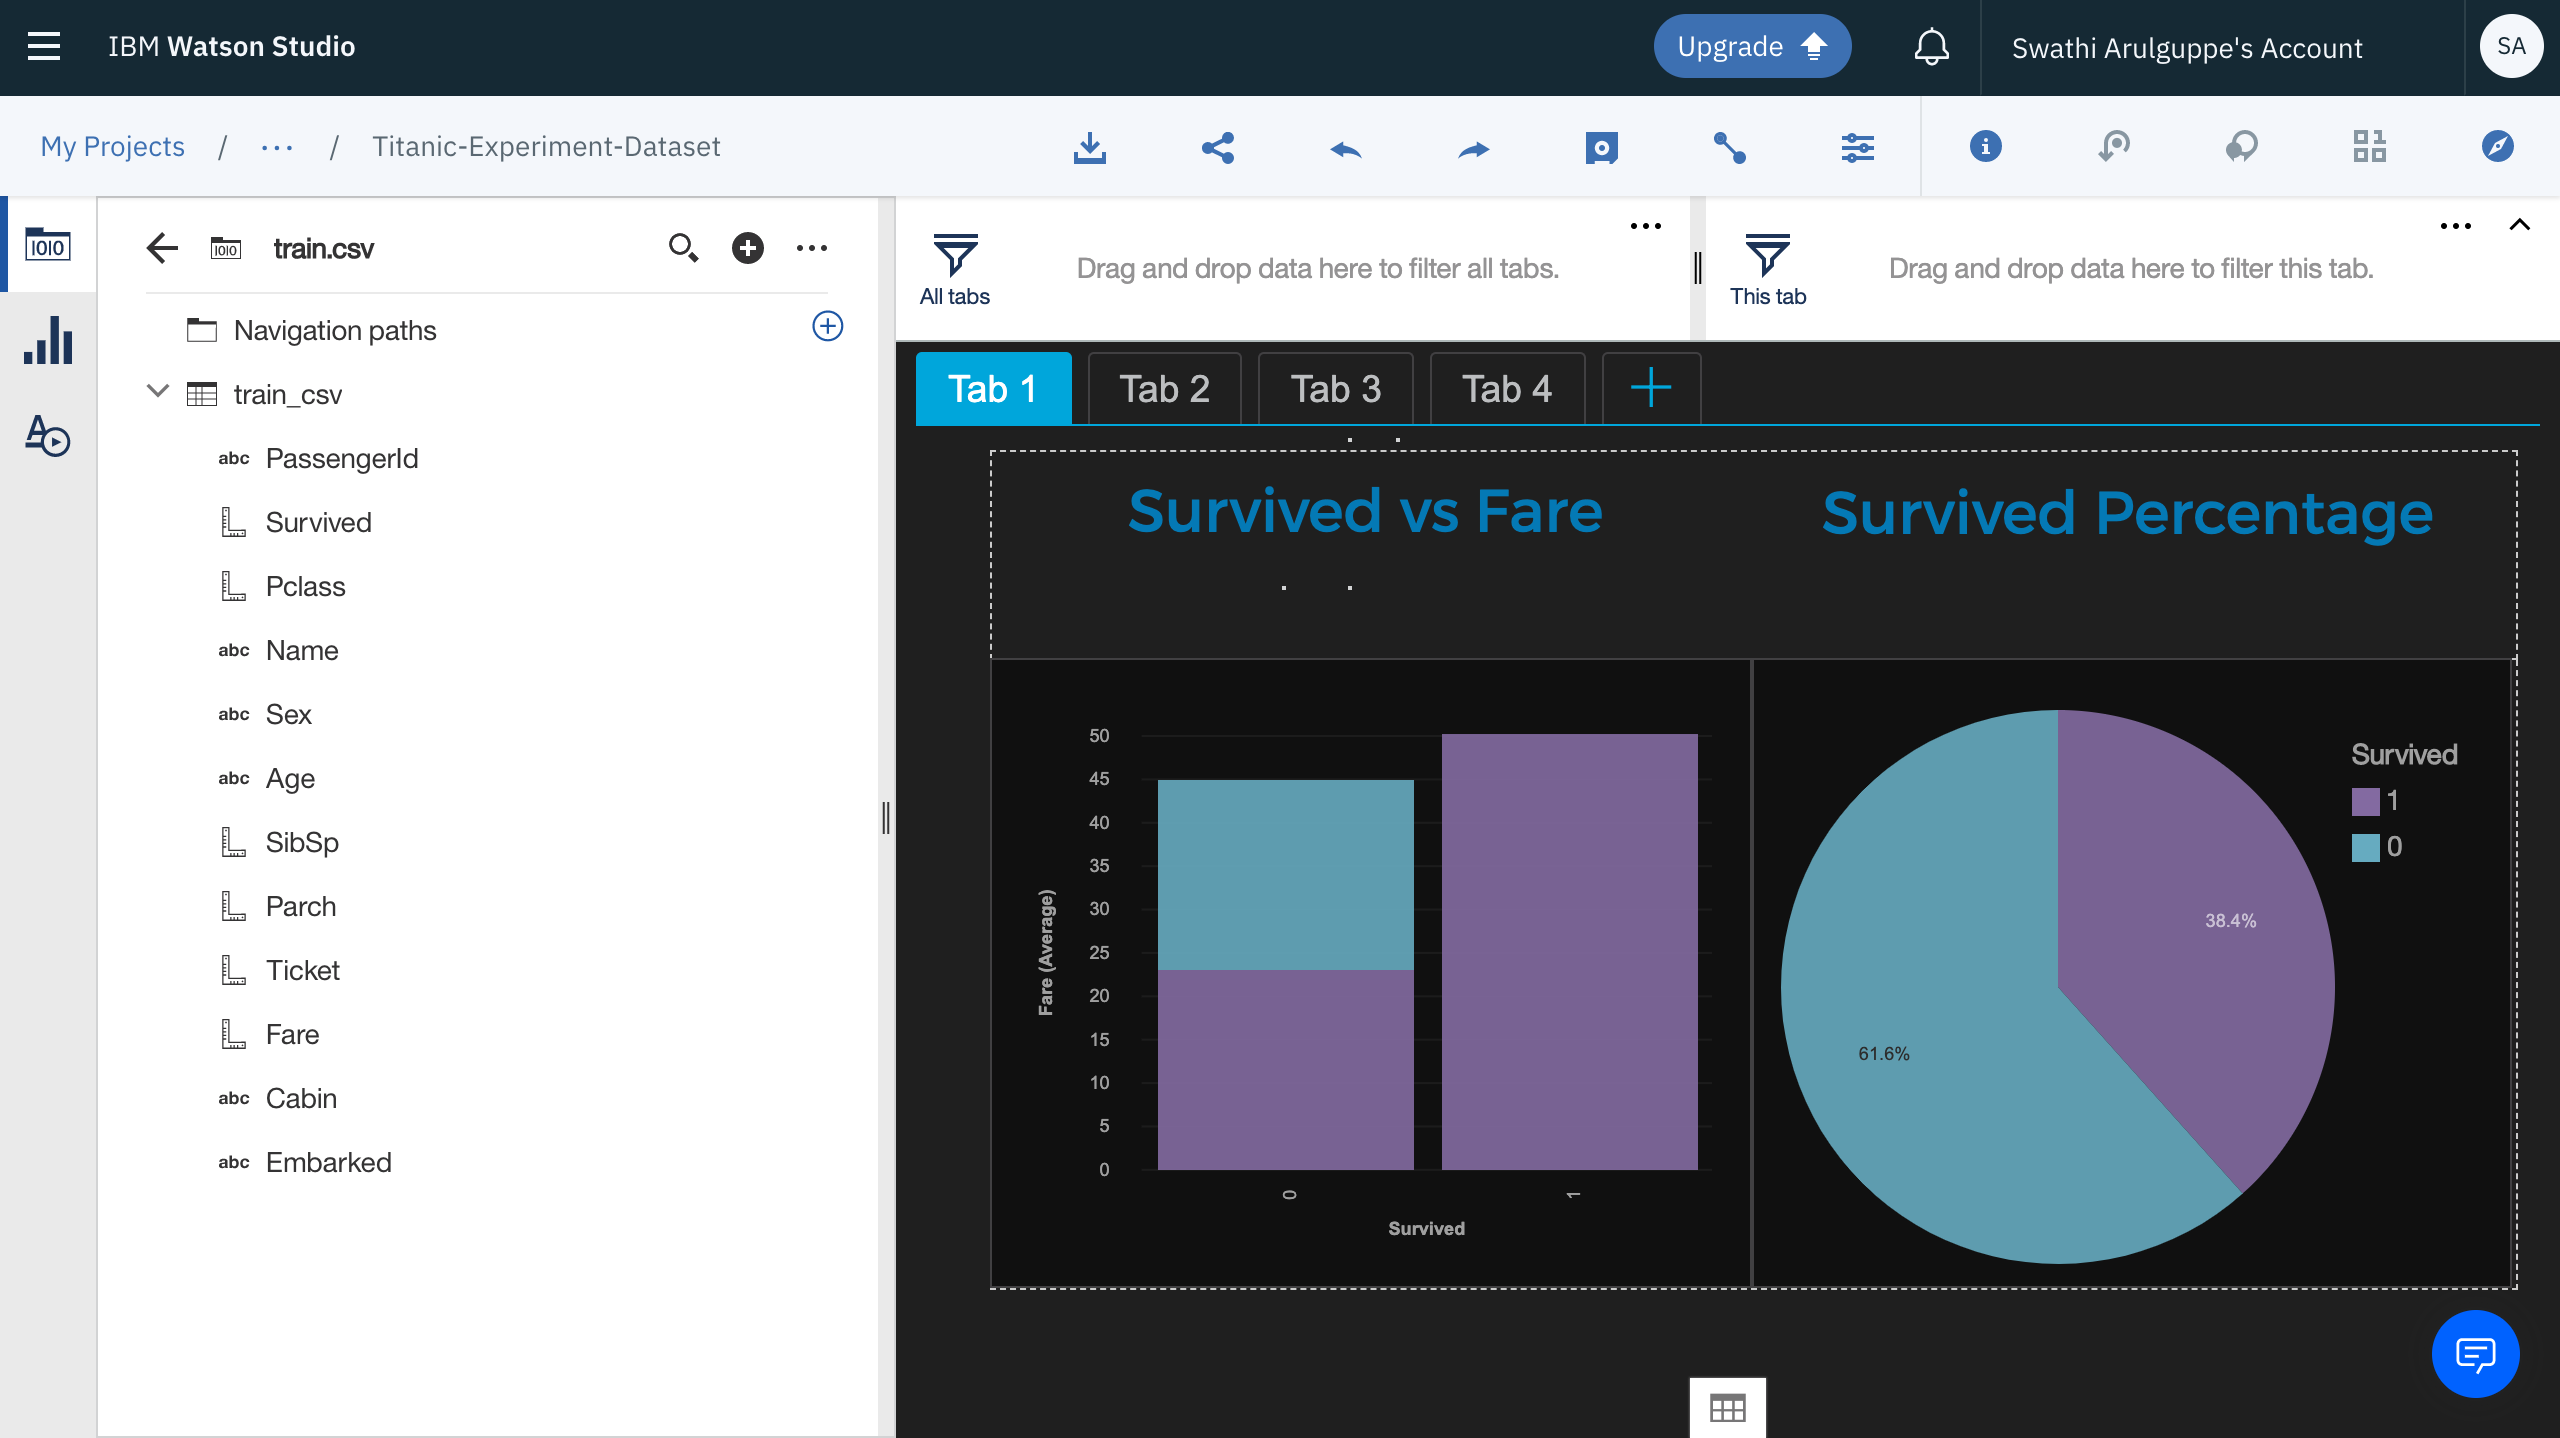 IBM Watson Studio
Upgrade
Swathi Arulguppe's Account
SA
My Projects / ... / Titanic-Experiment-Dataset
train.csv
Navigation paths
train_csv
abc PassengerId
Survived
Pclass
abc Name
abc Sex
abc Age
SibSp
Parch
Ticket
Fare
abc Cabin
abc Embarked
All tabs
Drag and drop data here to filter all tabs.
This tab
Drag and drop data here to filter this tab.
Tab 1
Tab 2
Tab 3
Tab 4
Survived vs Fare
Survived Percentage
50
45
40
35
30
25
20
15
10
5
0
Fare (Average)
0
1
Survived
38.4%
61.6%
Survived
1
0